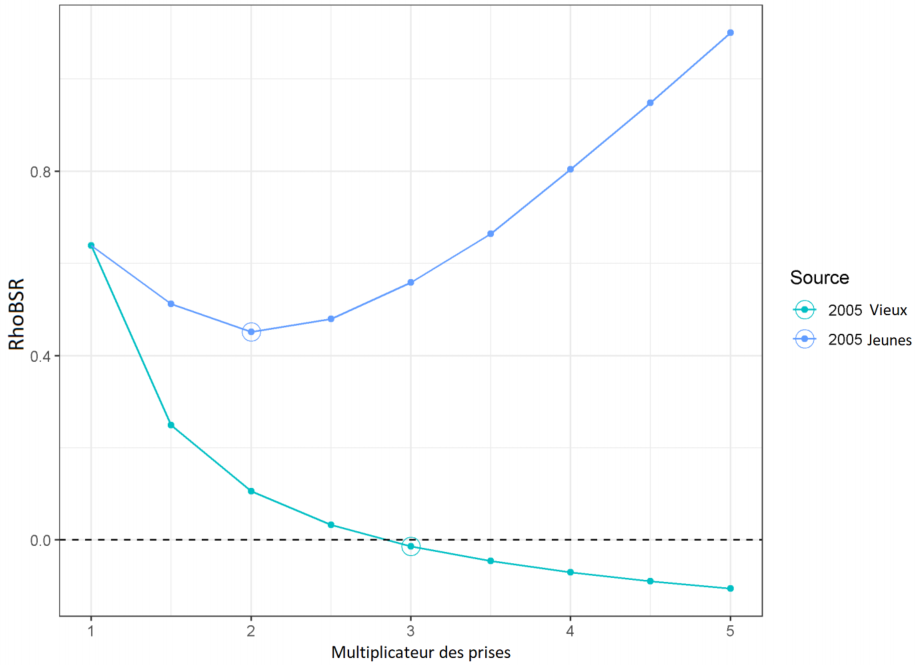 0.8
0.4
0.0
RhoBSR
1 2 3 4 5
Multiplicateur des prises
Source
2005 Vieux
2005 Jeunes